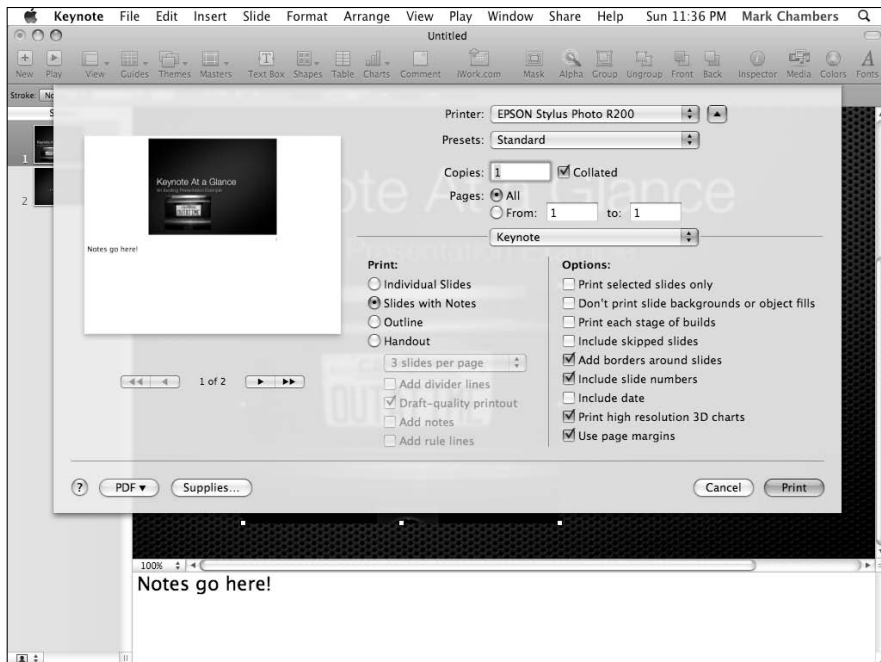 Keynote File Edit Insert Slide Format Arrange View Play Window Share Help Sun 11:36 PM Mark Chambers
Untitled
New Play View Guides Themes Masters Text Box Shapes Table Charts Comment iWork.com Mask Alpha Group Ungroup Front Back Inspector Media Colors Fonts
Stroke:
Printer: EPSON Stylus Photo R200
Presets: Standard
Copies: 1 Collated
Pages: All
From: 1 to: 1
Keynote
1
2
Keynote At a Glance
An Exciting Presentation Example
OUTATIME
Notes go here!
1 of 2
Print:
Individual Slides
Slides with Notes
Outline
Handout
3 slides per page
Add divider lines
Draft-quality printout
Add notes
Add rule lines
Options:
Print selected slides only
Don't print slide backgrounds or object fills
Print each stage of builds
Include skipped slides
Add borders around slides
Include slide numbers
Include date
Print high resolution 3D charts
Use page margins
? PDF Supplies... Cancel Print
100%
Notes go here!